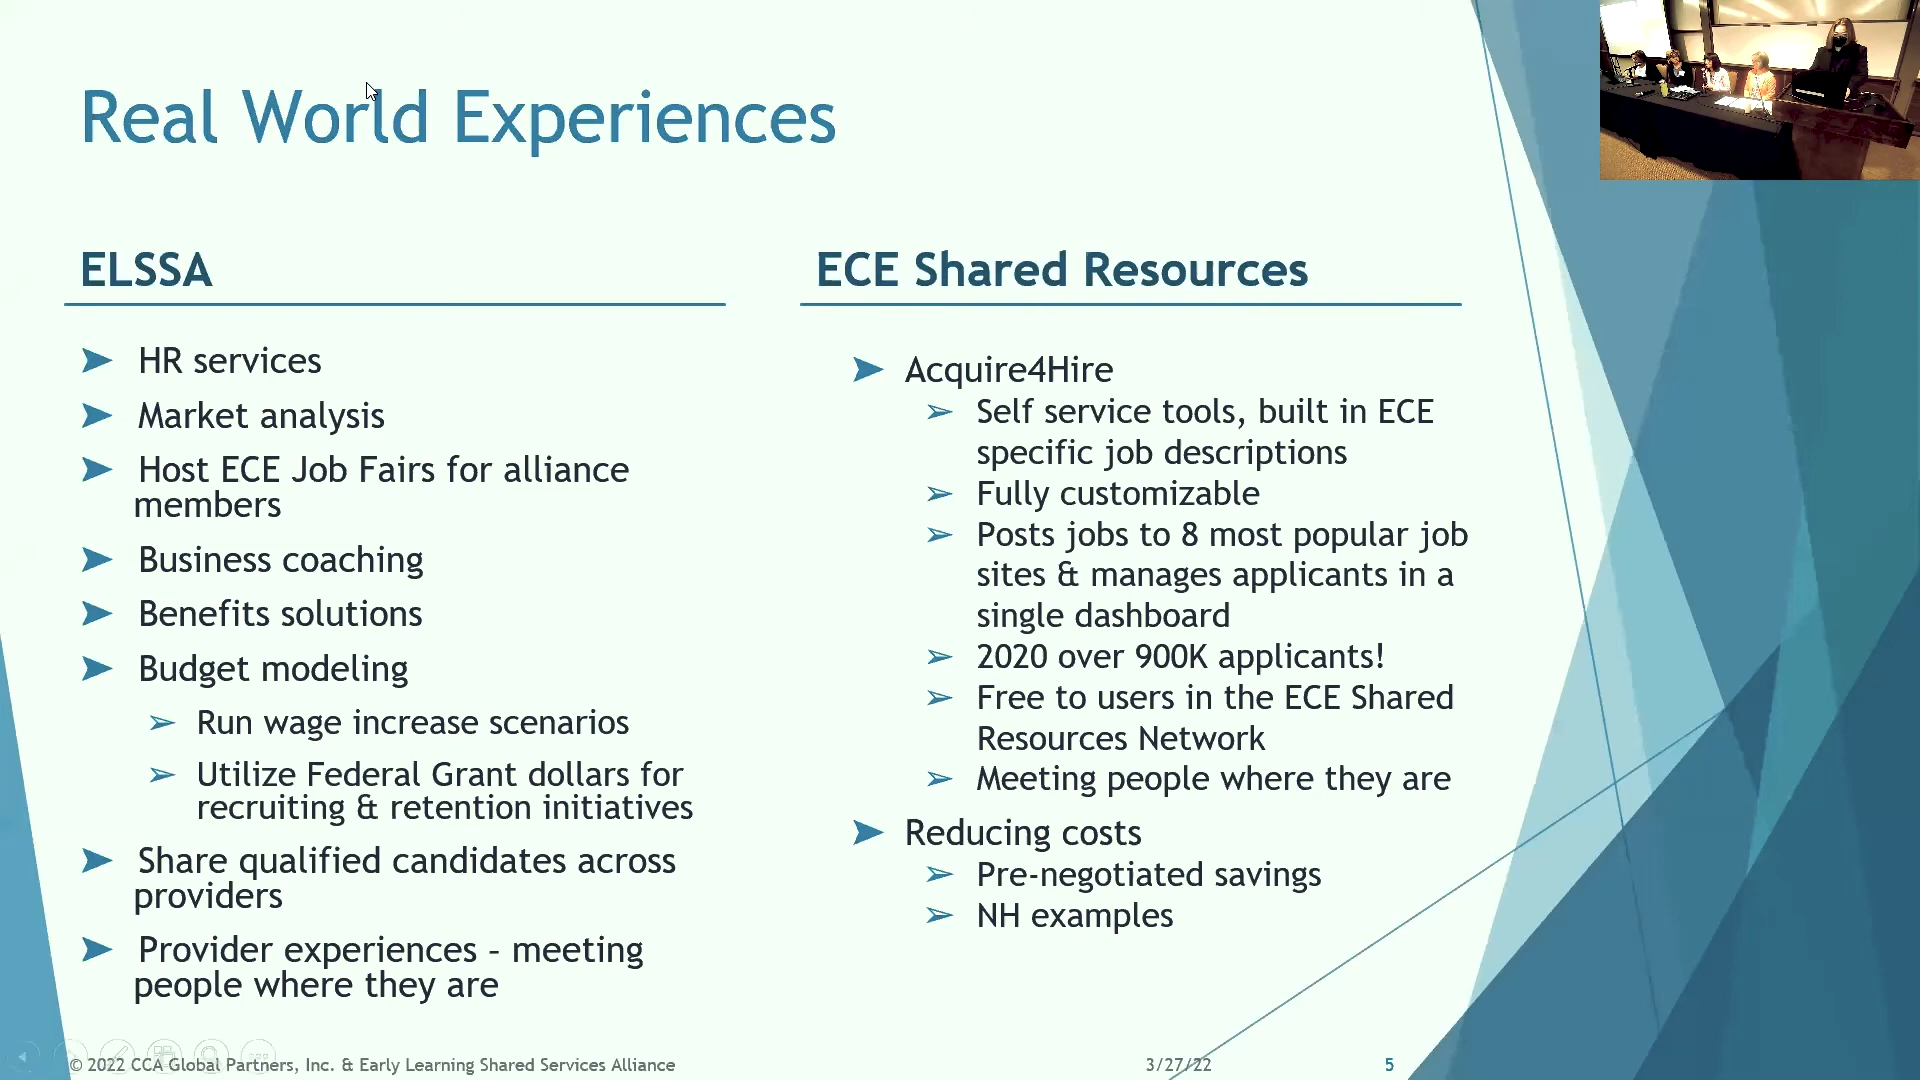 Real World Experiences
ELSSA
HR services
Market analysis
Host ECE Job Fairs for alliance
members
Business coaching
Benefits solutions
Budget modeling
Run wage increase scenarios
Utilize Federal Grant dollars for
recruiting & retention initiatives
Share qualified candidates across
providers
Provider experiences – meeting
people where they are
ECE Shared Resources
Acquire4Hire
Self service tools, built in ECE
specific job descriptions
Fully customizable
Posts jobs to 8 most popular job
sites & manages applicants in a
single dashboard
2020 over 900K applicants!
Free to users in the ECE Shared
Resources Network
Meeting people where they are
Reducing costs
Pre-negotiated savings
NH examples
© 2022 CCA Global Partners, Inc. & Early Learning Shared Services Alliance
3/27/22
5